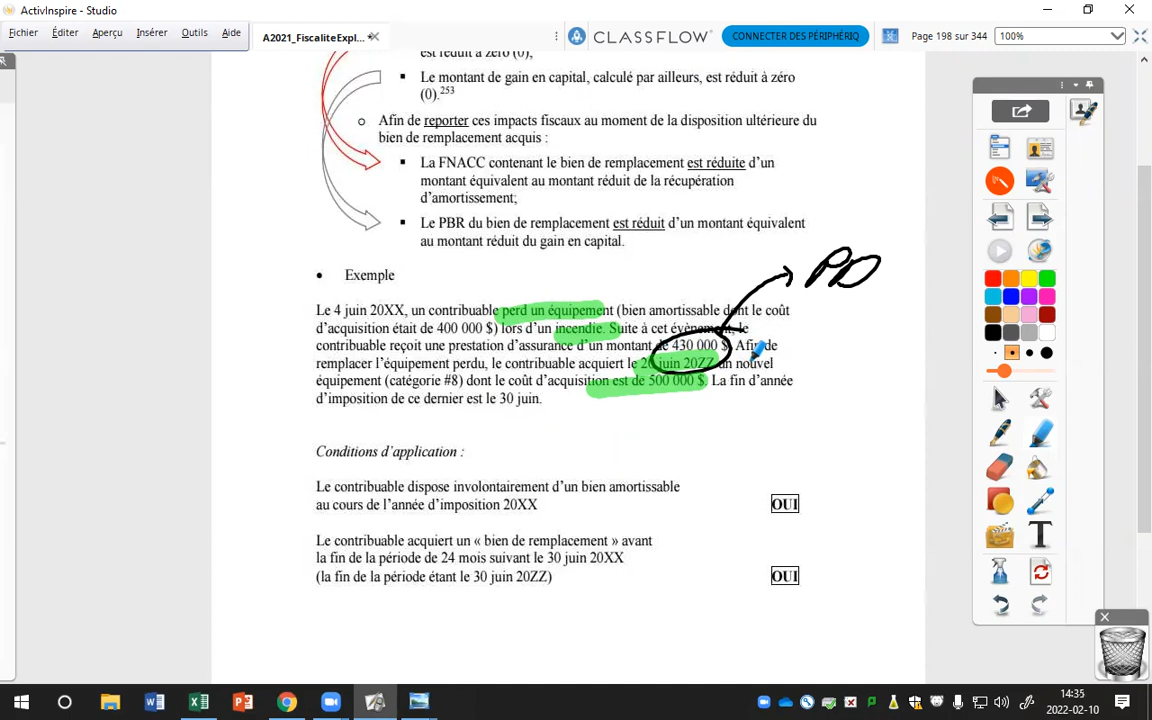 ActivInspire - Studio
Fichier Éditer Aperçu Insérer Outils Aide
A2021_FiscaliteExpl...
CLASSFLOW
CONNECTER DES PÉRIPHÉRIQ
Page 198 sur 344
100%
est réduit à zéro (0);
▪ Le montant de gain en capital, calculé par ailleurs, est réduit à zéro
(0).253
o Afin de reporter ces impacts fiscaux au moment de la disposition ultérieure du
bien de remplacement acquis :
▪ La FNACC contenant le bien de remplacement est réduite d’un
montant équivalent au montant réduit de la récupération
d’amortissement;
▪ Le PBR du bien de remplacement est réduit d’un montant équivalent
au montant réduit du gain en capital.
PD
• Exemple
Le 4 juin 20XX, un contribuable perd un équipement (bien amortissable dont le coût
d’acquisition était de 400 000 $) lors d’un incendie. Suite à cet évènement, le
contribuable reçoit une prestation d’assurance d’un montant de 430 000 $. Afin de
remplacer l’équipement perdu, le contribuable acquiert le 26 juin 20ZZ un nouvel
équipement (catégorie #8) dont le coût d’acquisition est de 500 000 $. La fin d’année
d’imposition de ce dernier est le 30 juin.
Conditions d’application :
Le contribuable dispose involontairement d’un bien amortissable
au cours de l’année d’imposition 20XX OUI
Le contribuable acquiert un « bien de remplacement » avant
la fin de la période de 24 mois suivant le 30 juin 20XX
(la fin de la période étant le 30 juin 20ZZ) OUI
14:35
2022-02-10